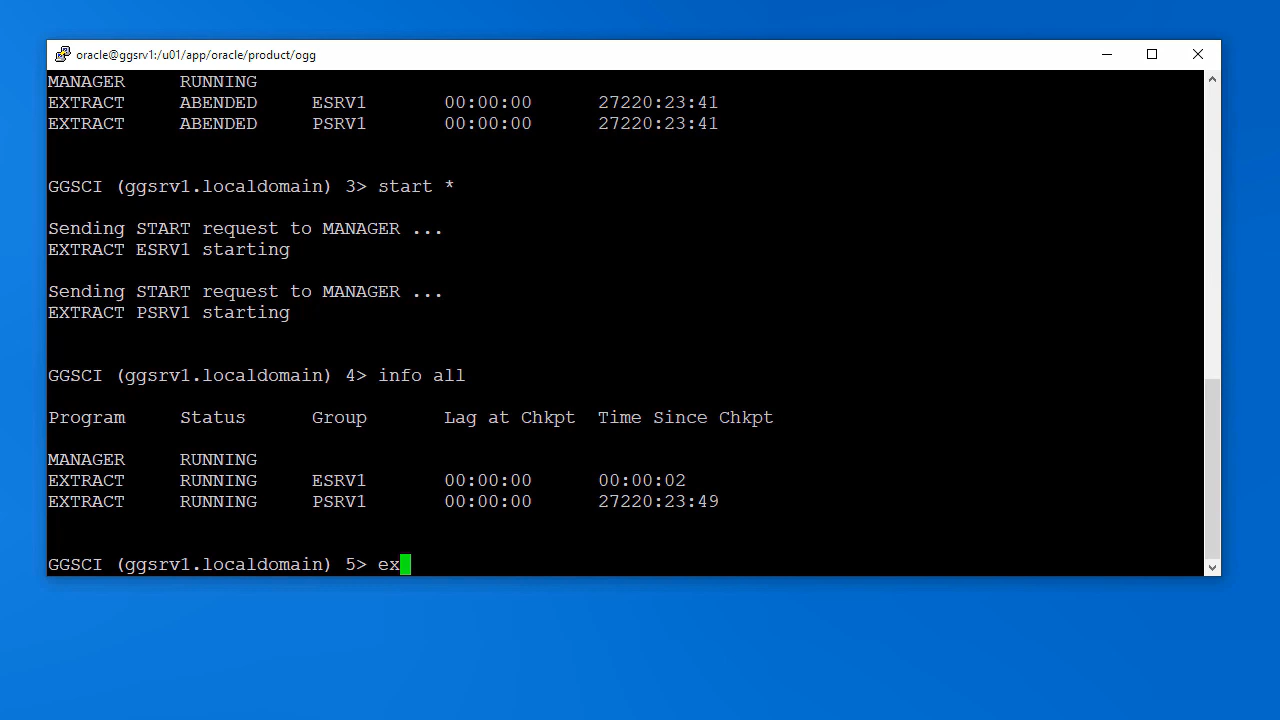 oracle@ggsrv1:/u01/app/oracle/product/ogg
MANAGER     RUNNING
EXTRACT     ABENDED     ESRV1       00:00:00      27220:23:41
EXTRACT     ABENDED     PSRV1       00:00:00      27220:23:41
GGSCI (ggsrv1.localdomain) 3> start *
Sending START request to MANAGER ...
EXTRACT ESRV1 starting
Sending START request to MANAGER ...
EXTRACT PSRV1 starting
GGSCI (ggsrv1.localdomain) 4> info all
Program     Status      Group       Lag at Chkpt  Time Since Chkpt
MANAGER     RUNNING
EXTRACT     RUNNING     ESRV1       00:00:00      00:00:02
EXTRACT     RUNNING     PSRV1       00:00:00      27220:23:49
GGSCI (ggsrv1.localdomain) 5> ex